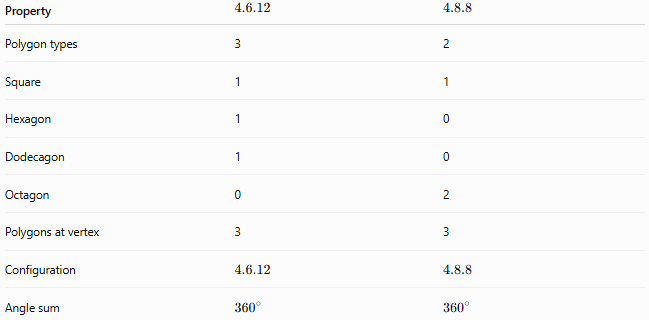 Property 4.6.12 4.8.8
Polygon types 3 2
Square 1 1
Hexagon 1 0
Dodecagon 1 0
Octagon 0 2
Polygons at vertex 3 3
Configuration 4.6.12 4.8.8
Angle sum 360° 360°